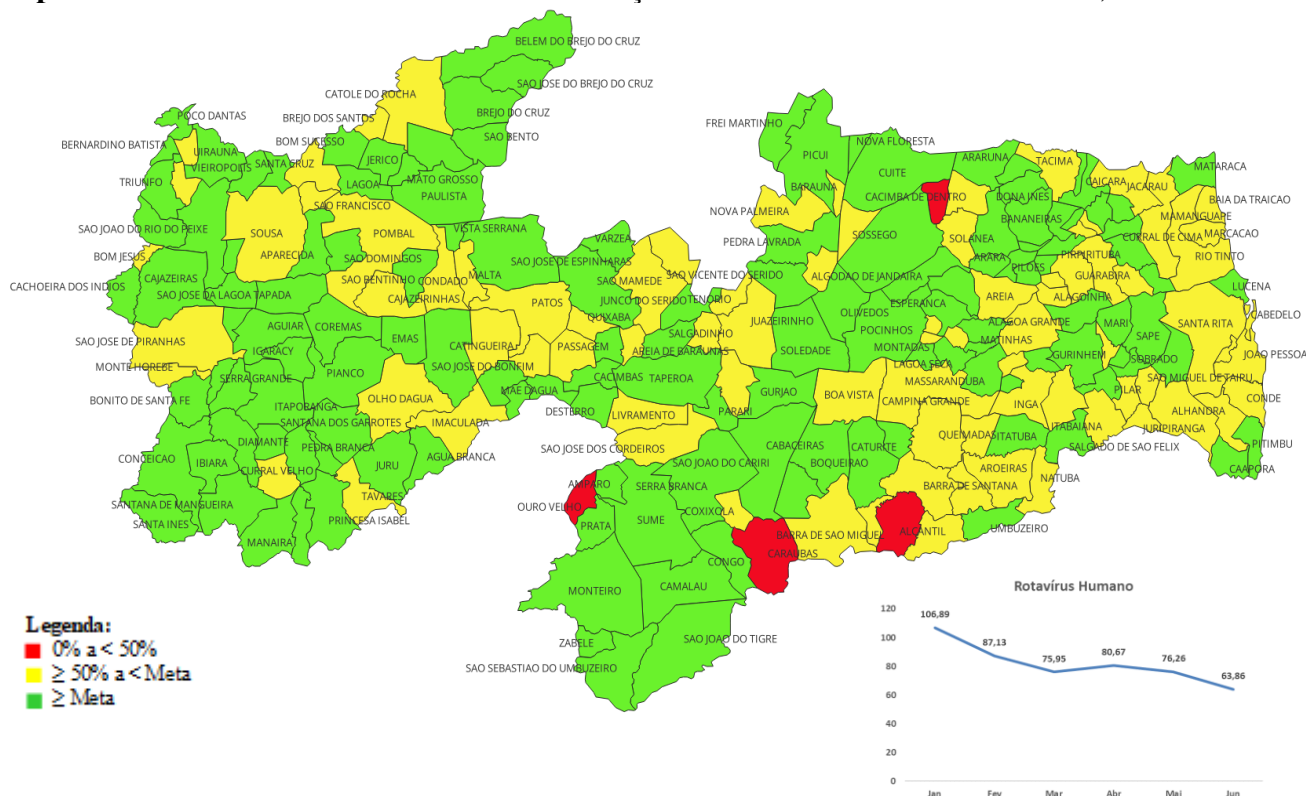 BELEM DO BREJO DO CRUZ
SAO JOSE DO BREJO DO CRUZ
CATOLE DO ROCHA
POCO DANTAS
BREJO DOS SANTOS
BREJO DO CRUZ
FREI MARTINHO
SAO BENTO
BERNARDINO BATISTA
UIRAUNA
BOM SUCESSO
NOVA FLORESTA
VIEIROPOLIS
SANTA CRUZ
JERICO
PICUI
ARARUNA
TACIMA
MATARACA
TRIUNFO
LAGOA
MATO GROSSO
CUITE
CAICARA
JACARAU
PAULISTA
BARAUNA
CACIMBA DE DENTRO
DONA INES
BAIA DA TRAICAO
SAO FRANCISCO
NOVA PALMEIRA
BANANEIRAS
MAMANGUAPE
SAO JOAO DO RIO DO PEIXE
SOUSA
POMBAL
VISTA SERRANA
VARZEA
PEDRA LAVRADA
SOSSEGO
SOLANEA
CURRAL DE CIMA
MARCACAO
BOM JESUS
APARECIDA
SAO DOMINGOS
SAO JOSE DE ESPINHARAS
ARARA
PILOES
PIRPIRITUBA
RIO TINTO
CAJAZEIRAS
SAO BENTINHO
CONDADO
MALTA
SAO MAMEDE
SAO VICENTE DO SERIDO
ALGODAO DE JANDAIRA
GUARABIRA
CACHOEIRA DOS INDIOS
SAO JOSE DA LAGOA TAPADA
CAJAZEIRINHAS
PATOS
JUNCO DO SERIDO
TENORIO
ESPERANCA
AREIA
ALAGOINHA
LUCENA
AGUIAR
COREMAS
QUIXABA
JUAZEIRINHO
OLIVEDOS
ALAGOA GRANDE
MARI
SANTA RITA
CABEDELO
SAO JOSE DE PIRANHAS
IGARACY
EMAS
CATINGUEIRA
PASSAGEM
SALGADINHO
AREIA DE BARAUNAS
SOLEDADE
POCINHOS
MONTADAS
MATINHAS
GURINHEM
SAPE
SOBRADO
JOAO PESSOA
MONTE HOREBE
SERRA GRANDE
PIANCO
SAO JOSE DO BONFIM
LAGOA SECA
MASSARANDUBA
SAO MIGUEL DE TAIPU
BONITO DE SANTA FE
ITAPORANGA
OLHO DAGUA
MAE DAGUA
CACIMBAS
TAPEROA
GURJAO
BOA VISTA
CAMPINA GRANDE
INGA
PILAR
CONDE
SANTANA DOS GARROTES
IMACULADA
DESTERRO
LIVRAMENTO
PARARI
ITABAIANA
ALHANDRA
JURIPIRANGA
DIAMANTE
PEDRA BRANCA
SAO JOSE DOS CORDEIROS
CABACEIRAS
CATURITE
QUEIMADAS
ITATUBA
SALGADO DE SAO FELIX
PITIMBU
CONCEICAO
IBIARA
CURRAL VELHO
JURU
AGUA BRANCA
SAO JOAO DO CARIRI
BOQUEIRAO
AROEIRAS
NATUBA
CAAPORA
SANTANA DE MANGUEIRA
TAVARES
AMPARO
SERRA BRANCA
BARRA DE SANTANA
SANTA INES
PRINCESA ISABEL
OURO VELHO
PRATA
SUME
COXIXOLA
BARRA DE SAO MIGUEL
ALCANTIL
UMBUZEIRO
MANAIRA
CONGO
CARAUBAS
MONTEIRO
CAMALAU
ZABELE
SAO JOAO DO TIGRE
SAO SEBASTIAO DO UMBUZEIRO
Legenda:
0% a < 50%
≥ 50% a < Meta
≥ Meta
Rotavírus Humano
120
100
80
60
40
20
0
106,89
87,13
75,95
80,67
76,26
63,86
Jan
Fev
Mar
Abr
Mai
Jun